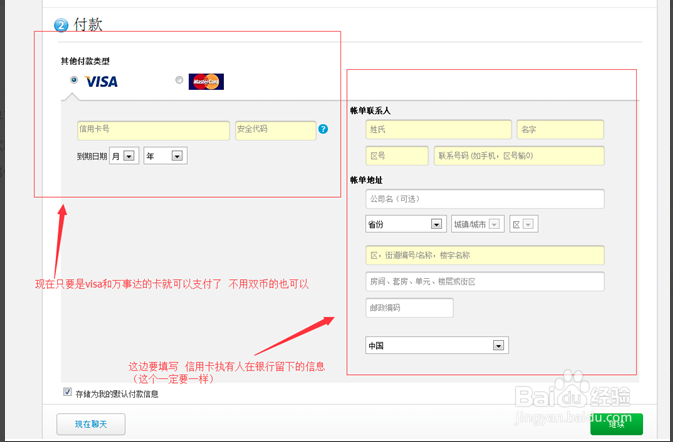 2 付款
其他付款类型
VISA
MasterCard
信用卡号 安全代码 ?
到期日期 月 年
帐单联系人
姓氏 名字
区号 联系号码 (如手机，区号输0)
帐单地址
公司名（可选）
省份 城镇/城市 区
区，街道编号/名称，楼宇名称
房间、套房、单元、楼层或街区
邮政编码
中国
现在只要是visa和万事达的卡就可以支付了 不用双币的也可以
这边要填写 信用卡执有人在银行留下的信息
（这个一定要一样）
存储为我的默认付款信息
现在聊天
继续
Baidu 经验
jingyan.baidu.com